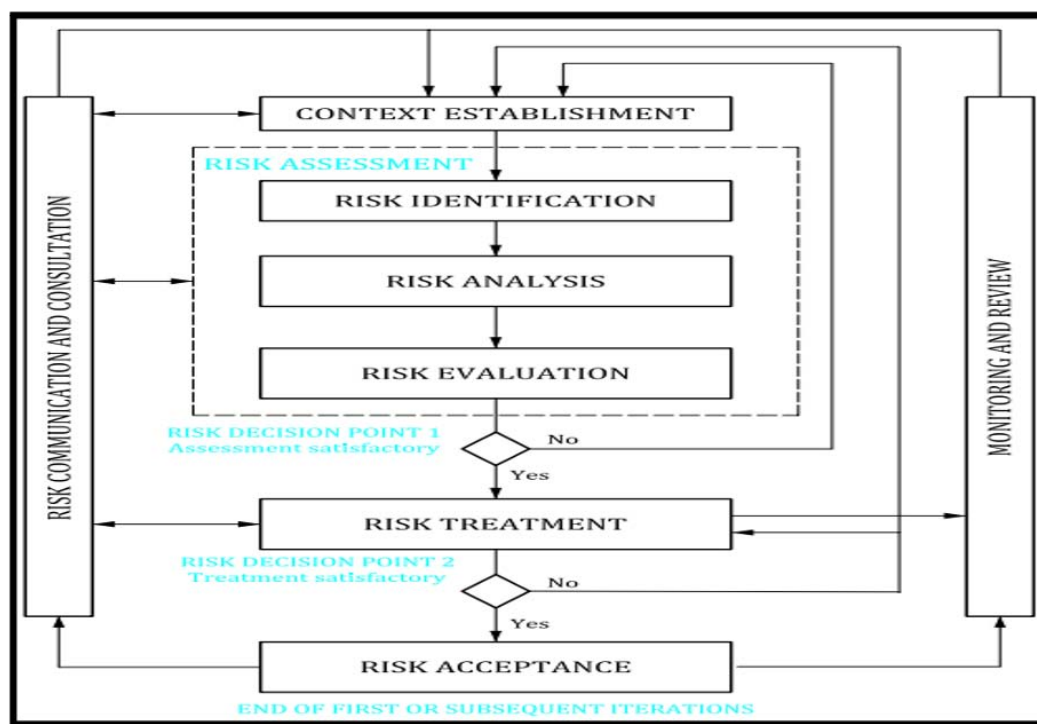 CONTEXT ESTABLISHMENT
RISK ASSESSMENT
RISK IDENTIFICATION
RISK ANALYSIS
RISK EVALUATION
RISK DECISION POINT 1
Assessment satisfactory
No
Yes
RISK TREATMENT
RISK DECISION POINT 2
Treatment satisfactory
No
Yes
RISK ACCEPTANCE
END OF FIRST OR SUBSEQUENT ITERATIONS
RISK COMMUNICATION AND CONSULTATION
MONITORING AND REVIEW